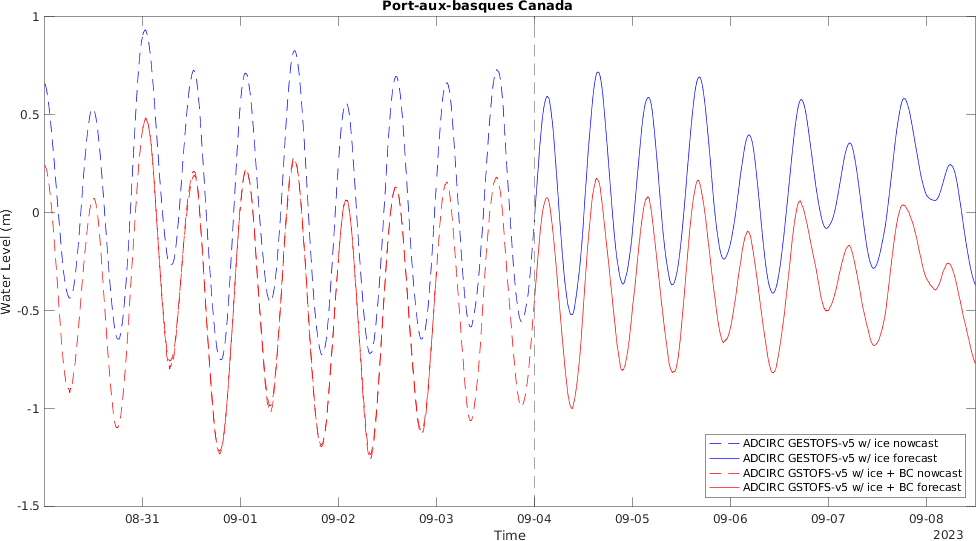 Port-aux-basques Canada
1
0.5
0
-0.5
-1
-1.5
Water Level (m)
08-31 09-01 09-02 09-03 09-04 09-05 09-06 09-07 09-08
Time
2023
ADCIRC GESTOFS-v5 w/ ice nowcast
ADCIRC GESTOFS-v5 w/ ice forecast
ADCIRC GSTOFS-v5 w/ ice + BC nowcast
ADCIRC GSTOFS-v5 w/ ice + BC forecast